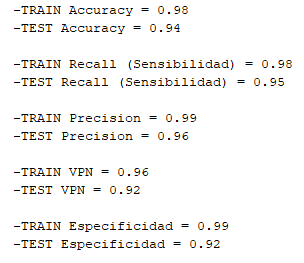 -TRAIN Accuracy = 0.98
-TEST Accuracy = 0.94
-TRAIN Recall (Sensibilidad) = 0.98
-TEST Recall (Sensibilidad) = 0.95
-TRAIN Precision = 0.99
-TEST Precision = 0.96
-TRAIN VPN = 0.96
-TEST VPN = 0.92
-TRAIN Especificidad = 0.99
-TEST Especificidad = 0.92